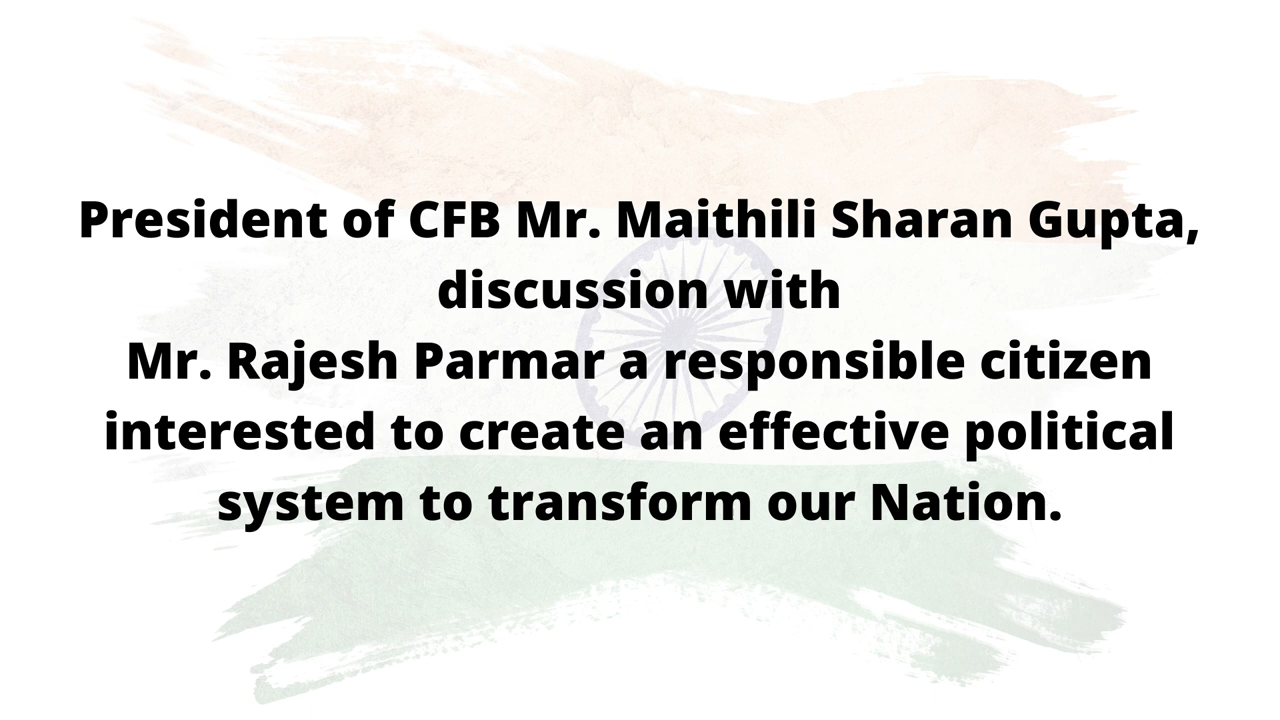 President of CFB Mr. Maithili Sharan Gupta,
discussion with
Mr. Rajesh Parmar a responsible citizen
interested to create an effective political
system to transform our Nation.